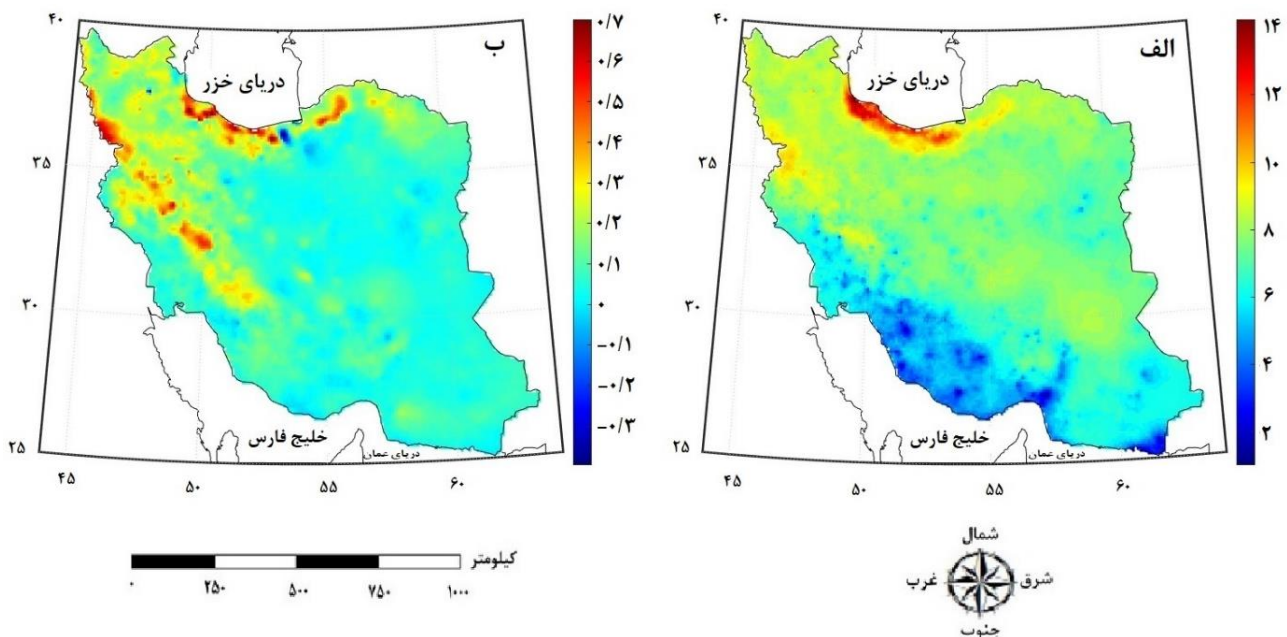 الف
دریای خزر
خلیج فارس
دریای عمان
۴۰
۳۵
۳۰
۲۵
۴۵
۵۰
۵۵
۶۰
۱۴
۱۲
۱۰
۸
۶
۴
۲
ب
دریای خزر
خلیج فارس
دریای عمان
۴۰
۳۵
۳۰
۲۵
۴۵
۵۰
۵۵
۶۰
۰/۷
۰/۶
۰/۵
۰/۴
۰/۳
۰/۲
۰/۱
۰
-۰/۱
-۰/۲
-۰/۳
شمال
غرب
شرق
جنوب
کیلومتر
۰ ۲۵۰ ۵۰۰ ۷۵۰ ۱۰۰۰